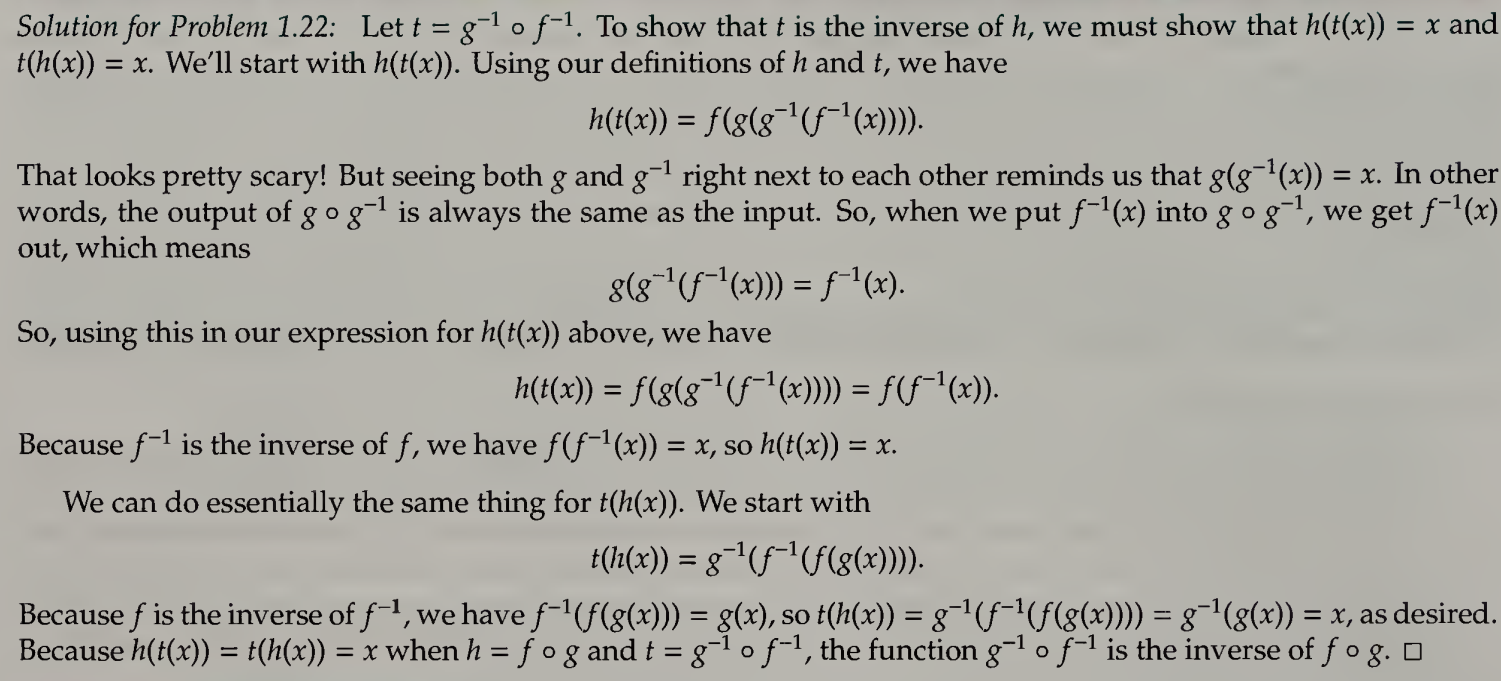 Solution for Problem 1.22: Let t = g⁻¹ ∘ f⁻¹. To show that t is the inverse of h, we must show that h(t(x)) = x and
t(h(x)) = x. We'll start with h(t(x)). Using our definitions of h and t, we have
h(t(x)) = f(g(g⁻¹(f⁻¹(x)))).
That looks pretty scary! But seeing both g and g⁻¹ right next to each other reminds us that g(g⁻¹(x)) = x. In other
words, the output of g ∘ g⁻¹ is always the same as the input. So, when we put f⁻¹(x) into g ∘ g⁻¹, we get f⁻¹(x)
out, which means
g(g⁻¹(f⁻¹(x))) = f⁻¹(x).
So, using this in our expression for h(t(x)) above, we have
h(t(x)) = f(g(g⁻¹(f⁻¹(x)))) = f(f⁻¹(x)).
Because f⁻¹ is the inverse of f, we have f(f⁻¹(x)) = x, so h(t(x)) = x.
We can do essentially the same thing for t(h(x)). We start with
t(h(x)) = g⁻¹(f⁻¹(f(g(x)))).
Because f is the inverse of f⁻¹, we have f⁻¹(f(g(x))) = g(x), so t(h(x)) = g⁻¹(f⁻¹(f(g(x)))) = g⁻¹(g(x)) = x, as desired.
Because h(t(x)) = t(h(x)) = x when h = f ∘ g and t = g⁻¹ ∘ f⁻¹, the function g⁻¹ ∘ f⁻¹ is the inverse of f ∘ g. □